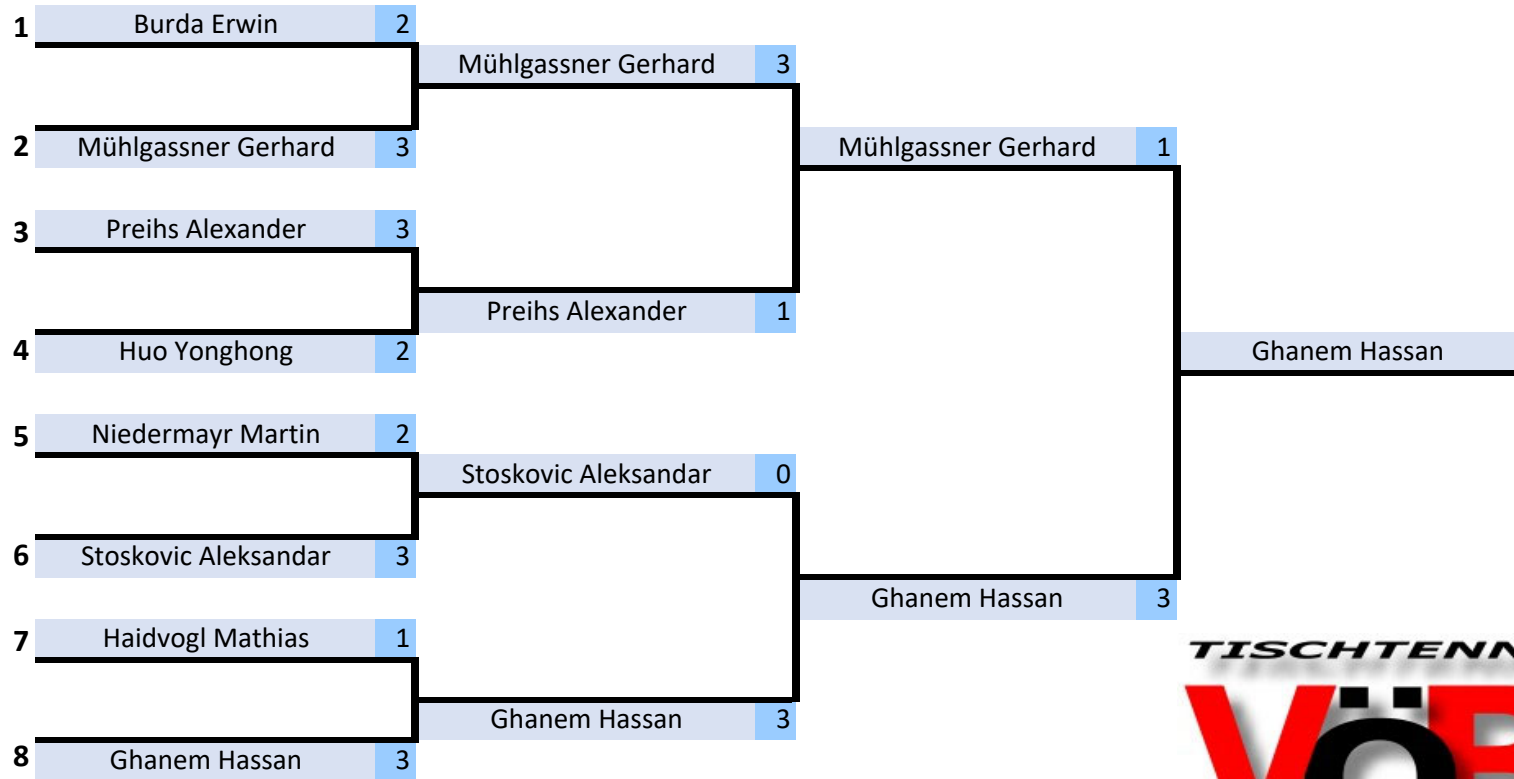 1 Burda Erwin 2
Mühlgassner Gerhard 3
2 Mühlgassner Gerhard 3
Mühlgassner Gerhard 1
3 Preihs Alexander 3
Preihs Alexander 1
4 Huo Yonghong 2
Ghanem Hassan
5 Niedermayr Martin 2
Stoskovic Aleksandar 0
6 Stoskovic Aleksandar 3
Ghanem Hassan 3
7 Haidvogl Mathias 1
TISCHTENN
Ghanem Hassan 3
VÖB
8 Ghanem Hassan 3